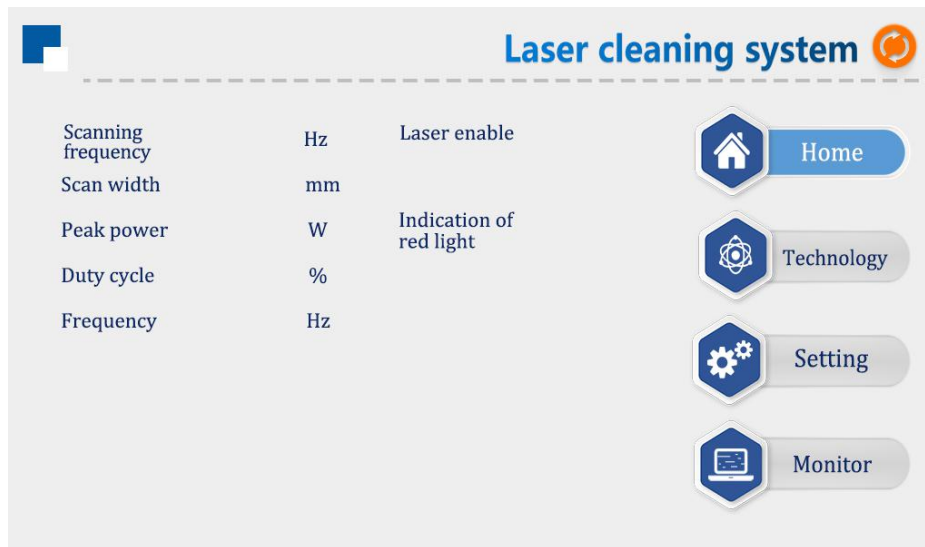 Laser cleaning system
Scanning
frequency
Hz
Laser enable
Scan width
mm
Peak power
W
Indication of
red light
Duty cycle
%
Frequency
Hz
Home
Technology
Setting
Monitor